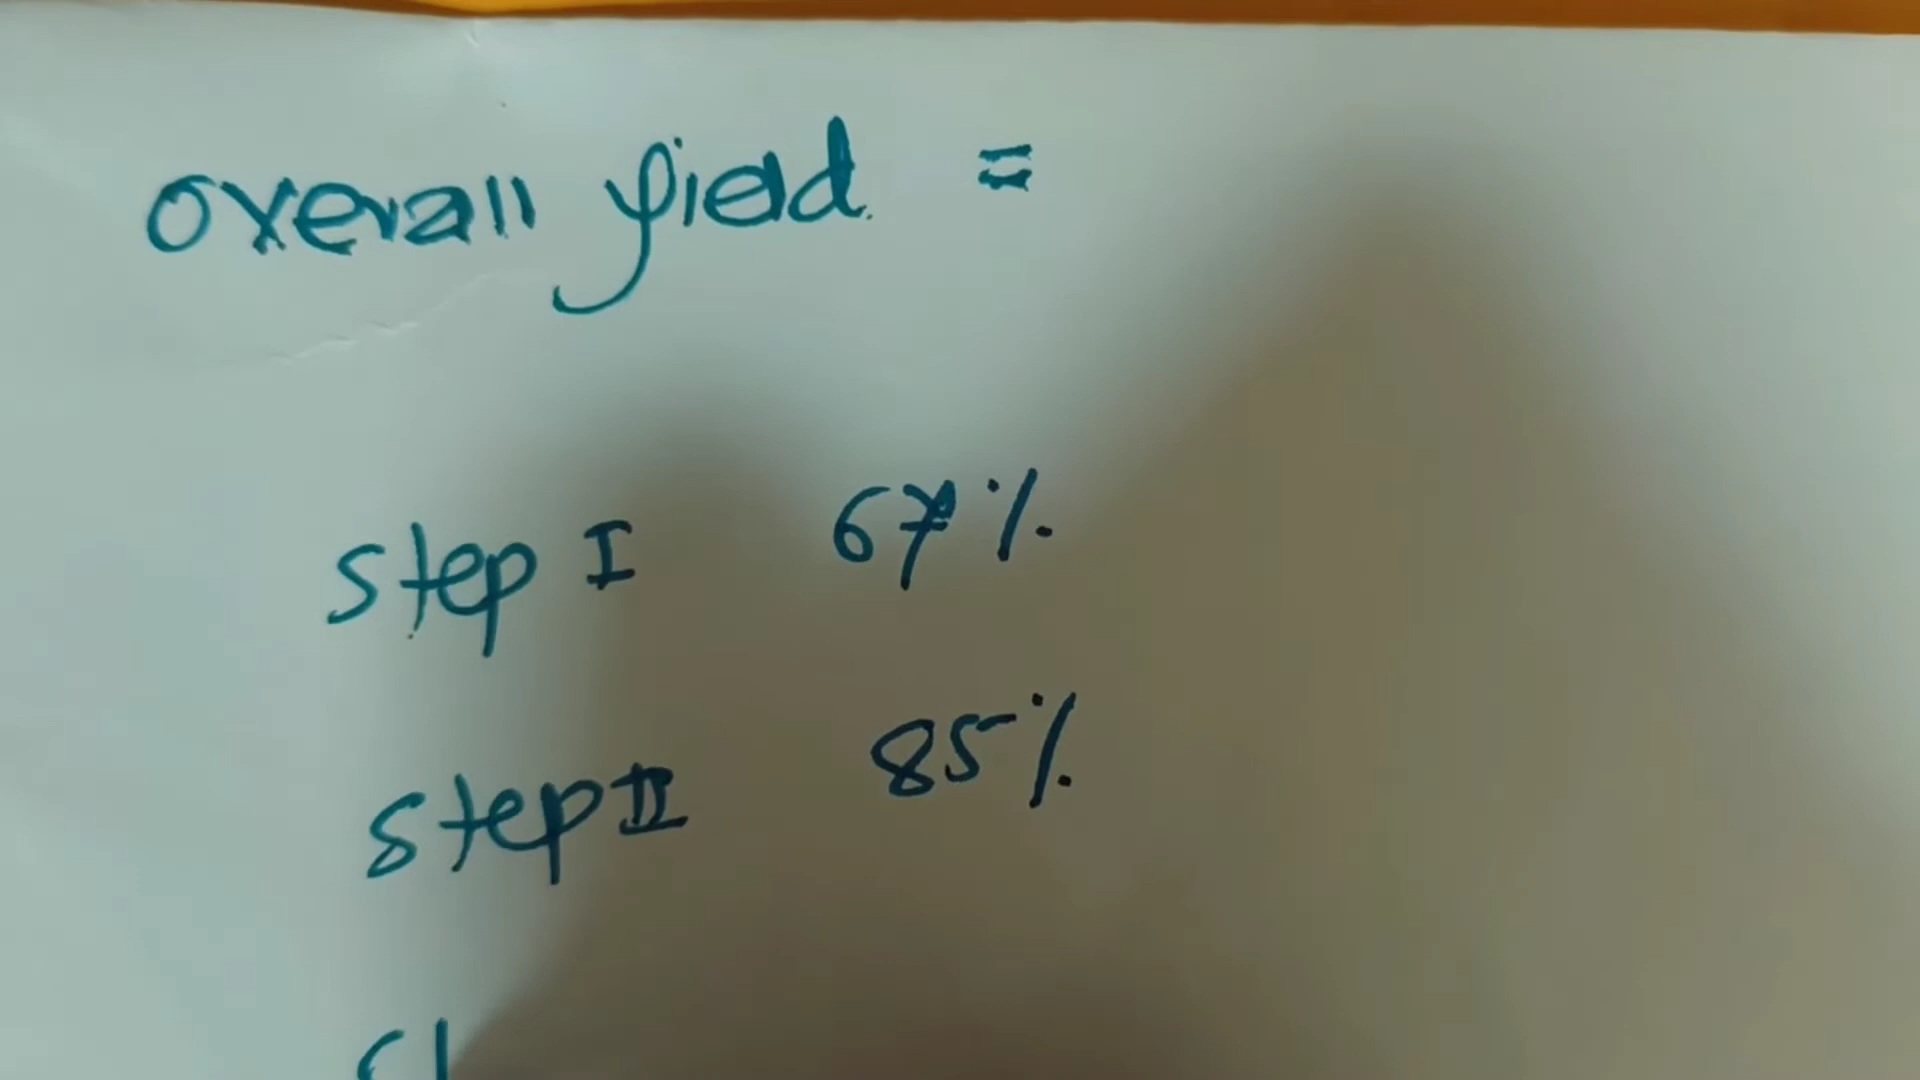 overall yield =
step I 67%
step II 85%